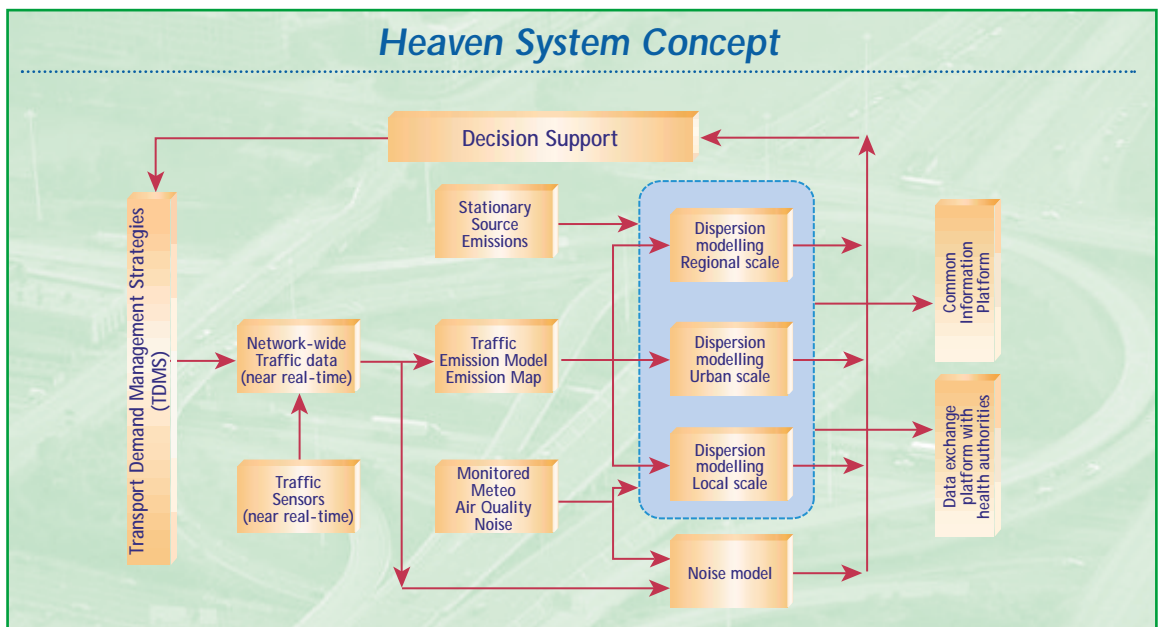 Heaven System Concept
Decision Support
Transport Demand Management Strategies
(TDMS)
Stationary
Source
Emissions
Dispersion
modelling
Regional scale
Common
Information
Platform
Network-wide
Traffic data
(near real-time)
Traffic
Emission Model
Emission Map
Dispersion
modelling
Urban scale
Data exchange
platform with
health authorities
Traffic
Sensors
(near real-time)
Monitored
Meteo
Air Quality
Noise
Dispersion
modelling
Local scale
Noise model